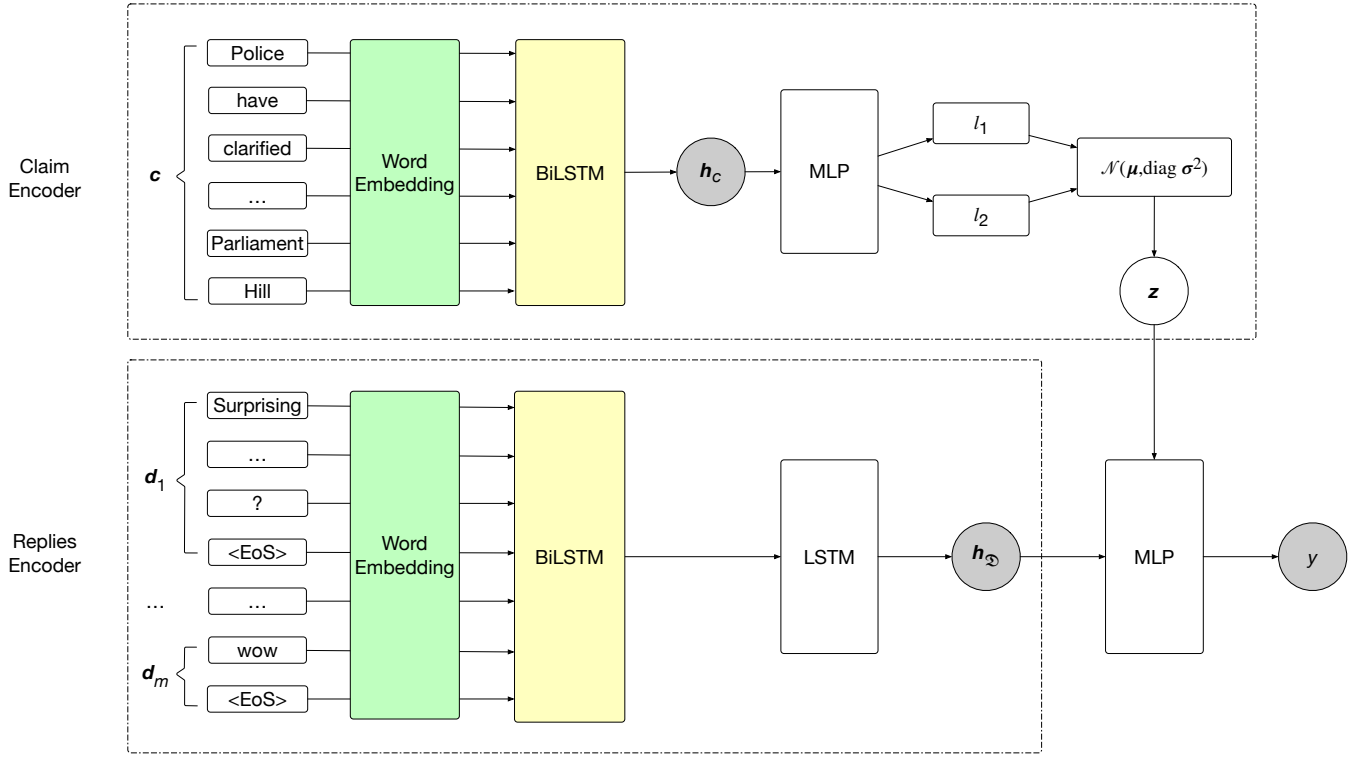 Claim
Encoder
c
Police
have
clarified
...
Parliament
Hill
Word
Embedding
BiLSTM
h_c
MLP
l_1
l_2
𝒩(μ,diag σ²)
z
Replies
Encoder
d_1
Surprising
...
?
<EoS>
... ...
d_m
wow
<EoS>
Word
Embedding
BiLSTM
LSTM
h_𝔇
MLP
y